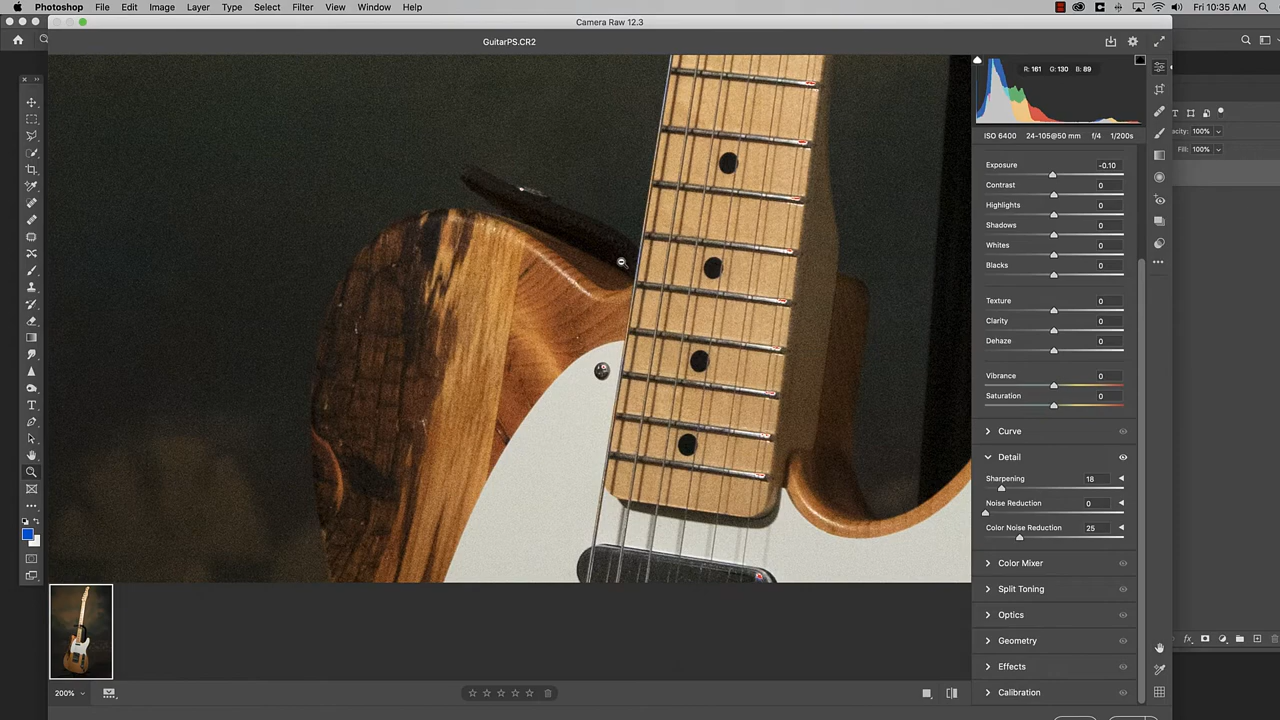 Photoshop File Edit Image Layer Type Select Filter View Window Help Fri 10:35 AM
Camera Raw 12.3
GuitarPS.CR2
R: 161 G: 130 B: 89
ISO 6400 24-105@50 mm f/4 1/200s
acity: 100%
Fill: 100%
Exposure -0.10
Contrast 0
Highlights 0
Shadows 0
Whites 0
Blacks 0
Texture 0
Clarity 0
Dehaze 0
Vibrance 0
Saturation 0
Curve
Detail
Sharpening 18
Noise Reduction 0
Color Noise Reduction 25
Color Mixer
Split Toning
Optics
Geometry
Effects
Calibration
200%
fx